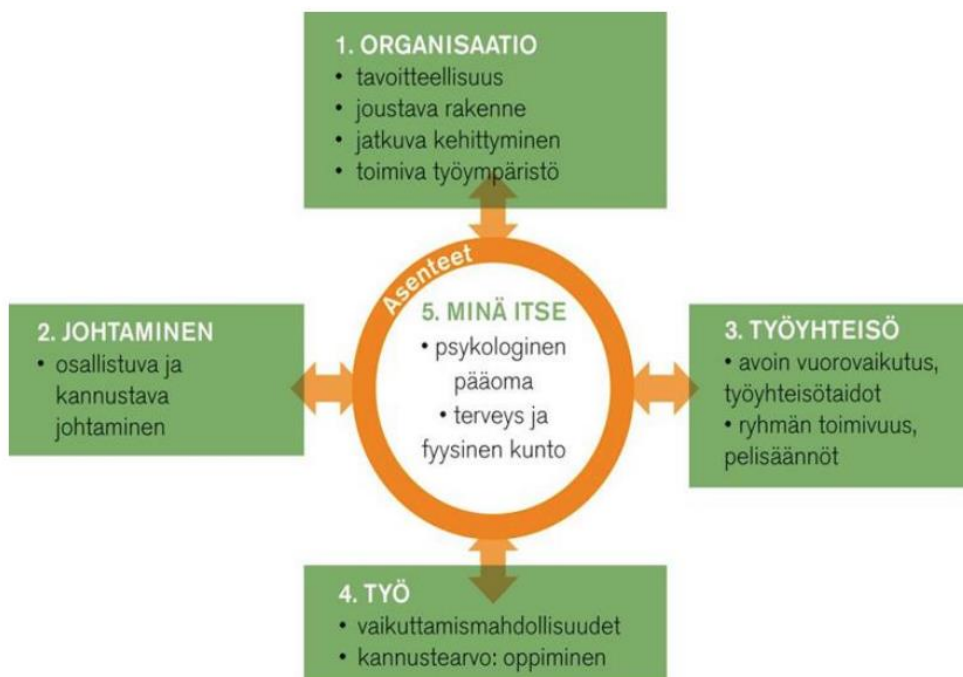 1. ORGANISAATIO
• tavoitteellisuus
• joustava rakenne
• jatkuva kehittyminen
• toimiva työympäristö
Asenteet
2. JOHTAMINEN
• osallistuva ja
kannustava
johtaminen
5. MINÄ ITSE
• psykologinen
pääoma
• terveys ja
fyysinen kunto
3. TYÖYHTEISÖ
• avoin vuorovaikutus,
työyhteisötaidot
• ryhmän toimivuus,
pelisäännöt
4. TYÖ
• vaikuttamismahdollisuudet
• kannustearvo: oppiminen